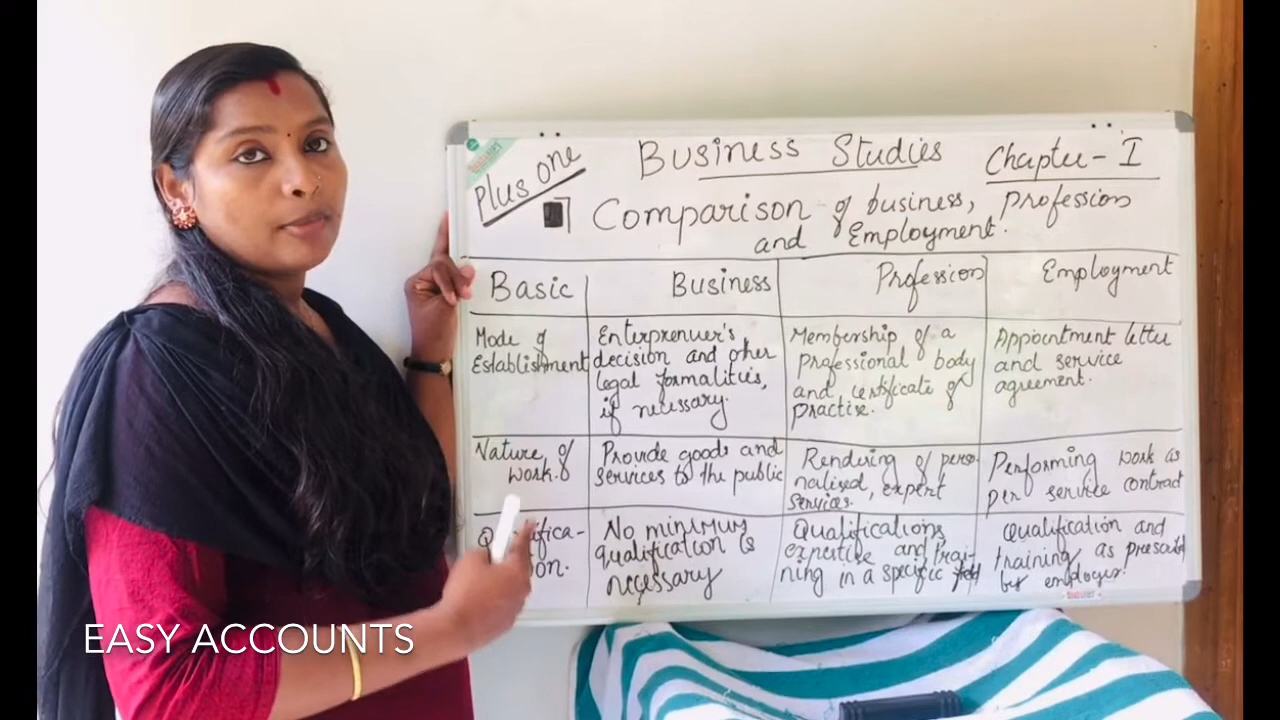 Plus one
Business Studies
Chapter-I
Comparison of business, Profession
and Employment.
Basic
Business
Profession
Employment
Mode of
Establishment
Enterprenuer's
decision and other
legal formalities,
if necessary.
Membership of a
Professional body
and certificate of
Practise.
Appointment letter
and service
agreement.
Nature of
work.
Provide goods and
services to the public
Rendering of perso-
nalised, expert
services.
Performing work as
per service contract
No minimum
qualification is
necessary
Qualifications,
expertise and trai-
ning in a specific field
Qualification and
training as prescribed
by employer.
EASY ACCOUNTS